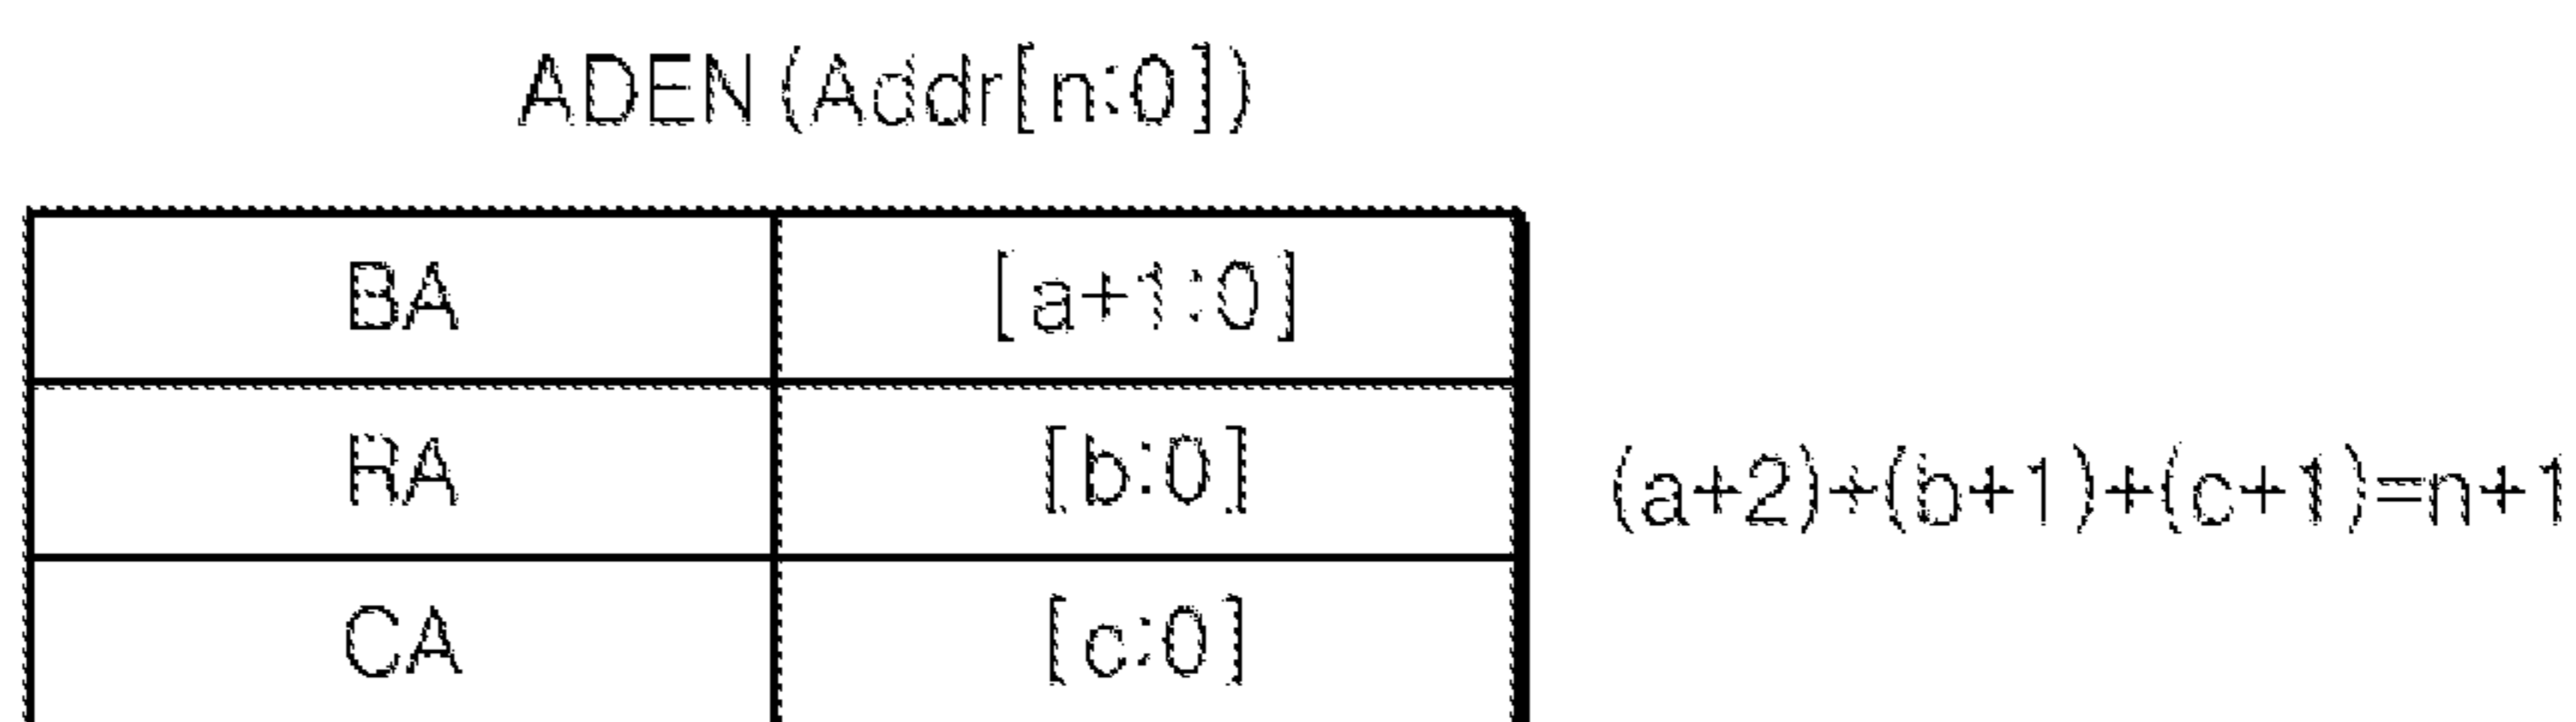 ADEN (Addr[n:0])
BA [a+1:0]
RA [b:0]
(a+2)+(b+1)+(c+1)=n+1
CA [c:0]